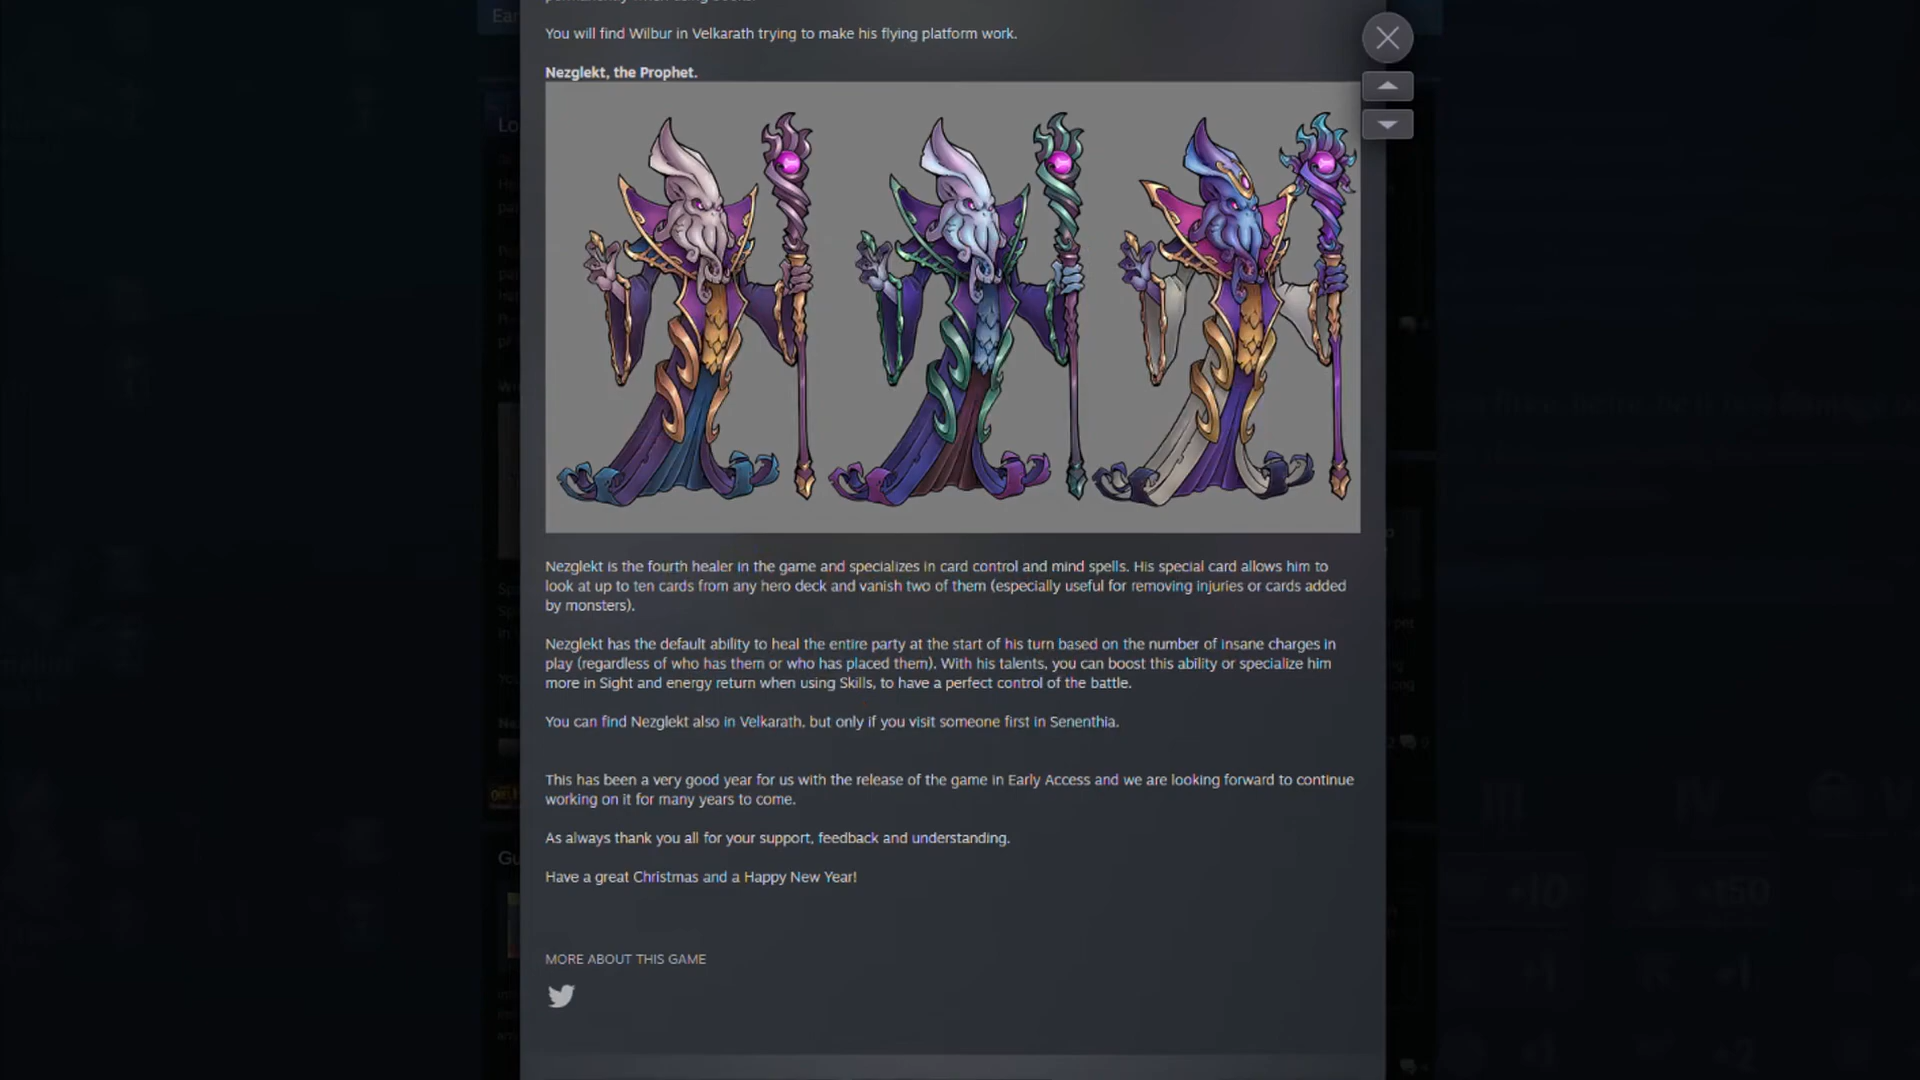 You will find Wilbur in Velkarath trying to make his flying platform work.
Nezglekt, the Prophet.
Nezglekt is the fourth healer in the game and specializes in card control and mind spells. His special card allows him to
look at up to ten cards from any hero deck and vanish two of them (especially useful for removing injuries or cards added
by monsters).
Nezglekt has the default ability to heal the entire party at the start of his turn based on the number of insane charges in
play (regardless of who has them or who has placed them). With his talents, you can boost this ability or specialize him
more in Sight and energy return when using Skills, to have a perfect control of the battle.
You can find Nezglekt also in Velkarath, but only if you visit someone first in Senenthia.
This has been a very good year for us with the release of the game in Early Access and we are looking forward to continue
working on it for many years to come.
As always thank you all for your support, feedback and understanding.
Have a great Christmas and a Happy New Year!
MORE ABOUT THIS GAME
III
IV
+10
+150
+1
+1
+1
+2